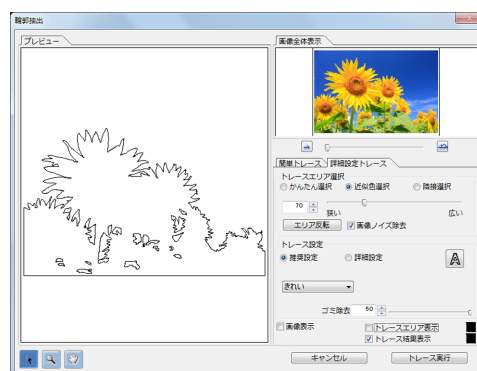 輪郭抽出
プレビュー
画像全体表示
簡単トレース 詳細設定トレース
トレースエリア選択
かんたん選択 近似色選択 隣接選択
70
狭い 広い
エリア反転 画像ノイズ除去
トレース設定
推奨設定 詳細設定
A
きれい
ゴミ除去 50
画像表示 トレースエリア表示
トレース結果表示
キャンセル トレース実行